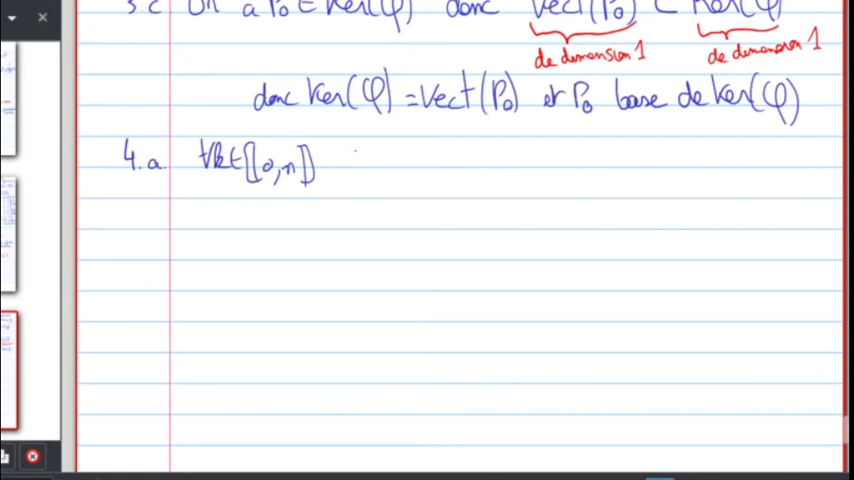 3 c On a P₀ ∈ Ker(φ) donc Vect(P₀) ⊂ Ker(φ)
de dimension 1 de dimension 1
donc Ker(φ) = Vect(P₀) et P₀ base de Ker(φ)
4.a ∀k ∈ ⟦0,n⟧